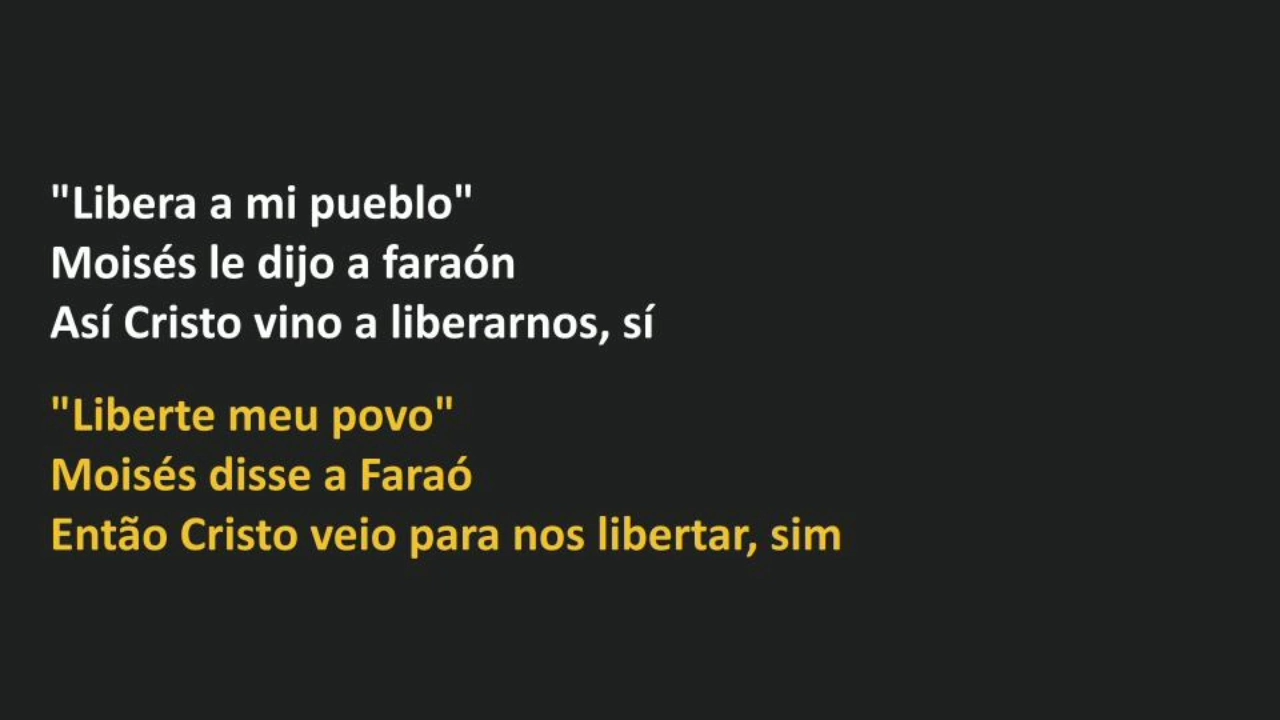 "Libera a mi pueblo"
Moisés le dijo a faraón
Así Cristo vino a liberarnos, sí
"Liberte meu povo"
Moisés disse a Faraó
Então Cristo veio para nos libertar, sim